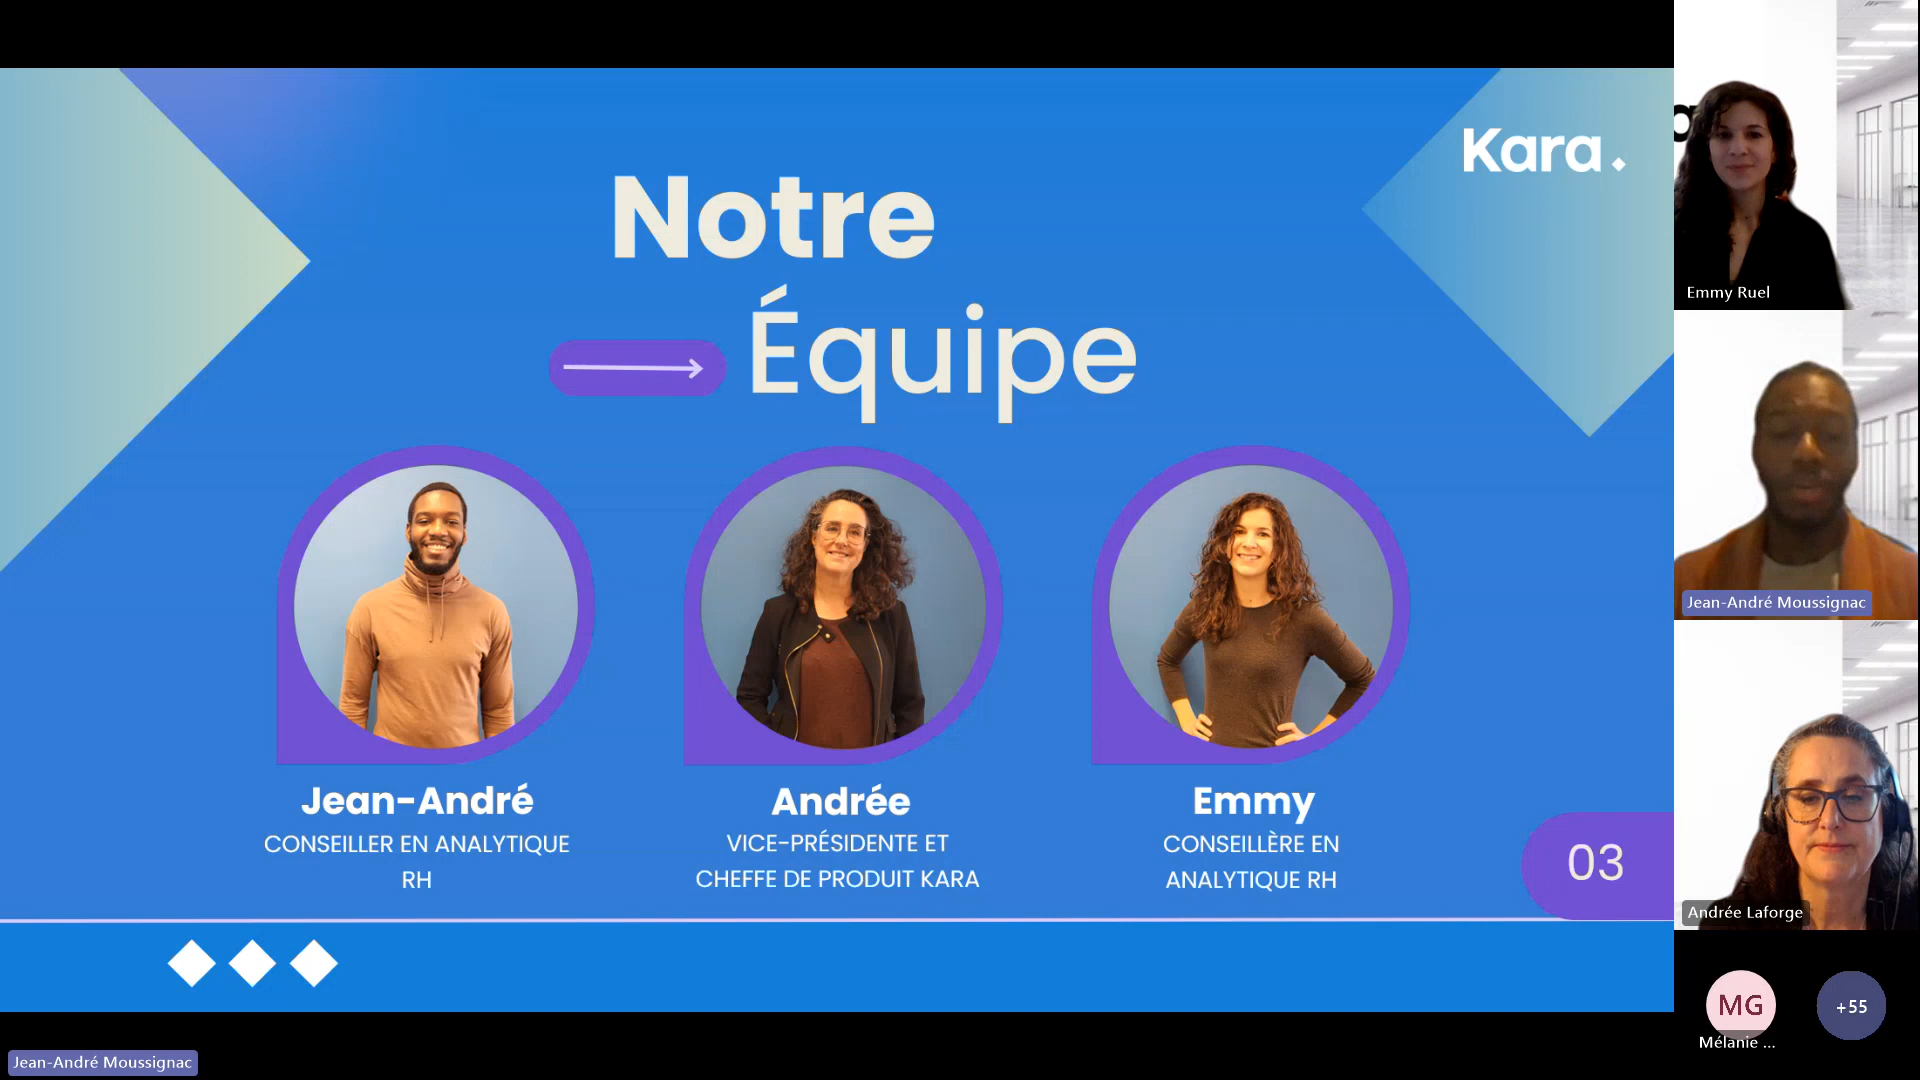 Kara.
Notre
Équipe
Jean-André
CONSEILLER EN ANALYTIQUE
RH
Andrée
VICE-PRÉSIDENTE ET
CHEFFE DE PRODUIT KARA
Emmy
CONSEILLÈRE EN
ANALYTIQUE RH
03
Jean-André Moussignac
Emmy Ruel
Jean-André Moussignac
Andrée Laforge
MG
Mélanie ...
+55